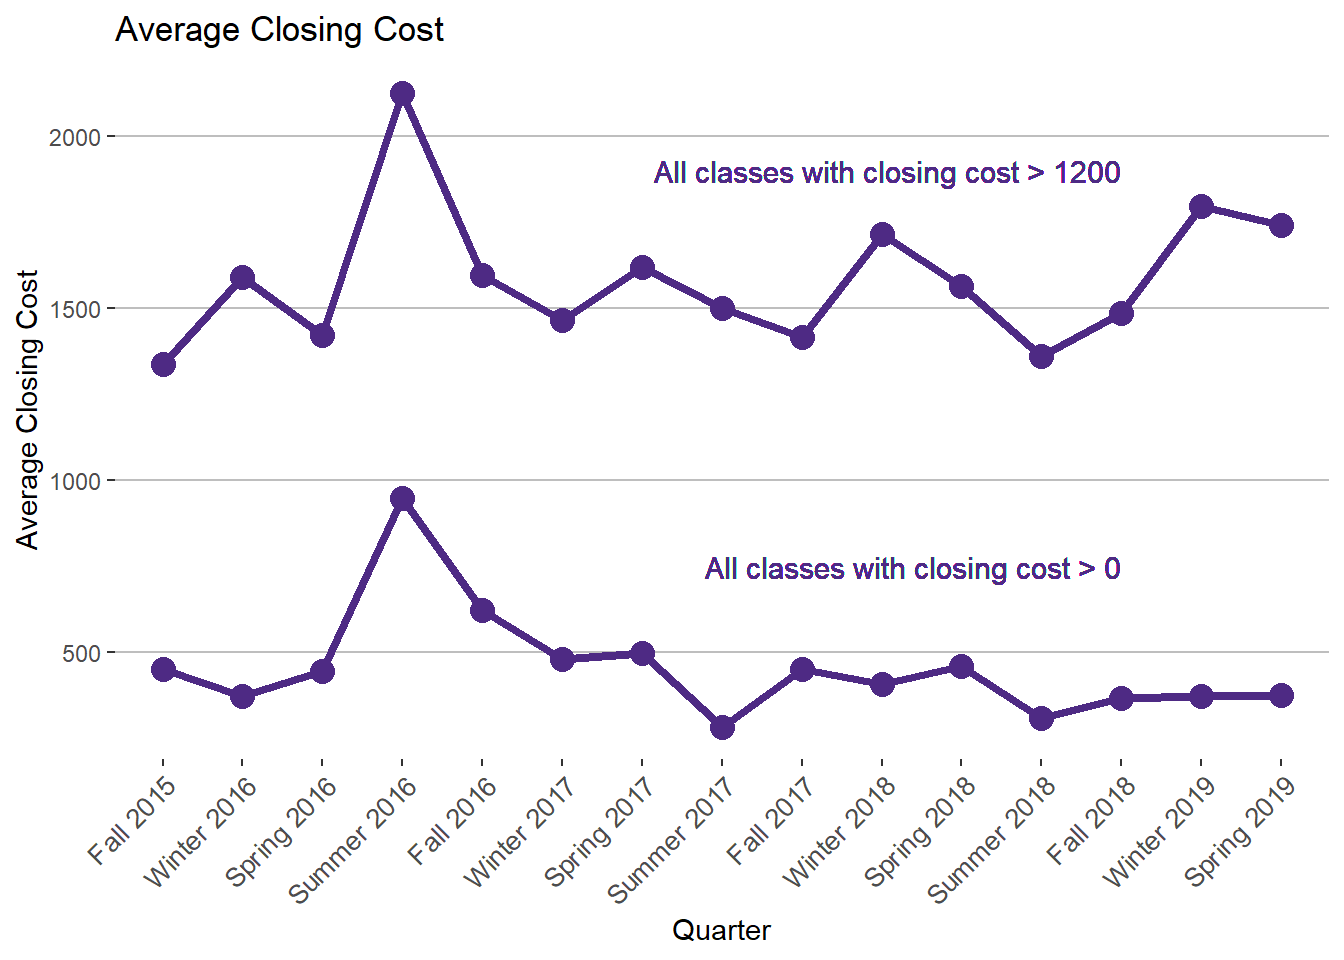 Average Closing Cost
2000
All classes with closing cost > 1200
1500
Average Closing Cost
1000
All classes with closing cost > 0
500
Fall 2015
Winter 2016
Spring 2016
Summer 2016
Fall 2016
Winter 2017
Spring 2017
Summer 2017
Fall 2017
Winter 2018
Spring 2018
Summer 2018
Fall 2018
Winter 2019
Spring 2019
Quarter